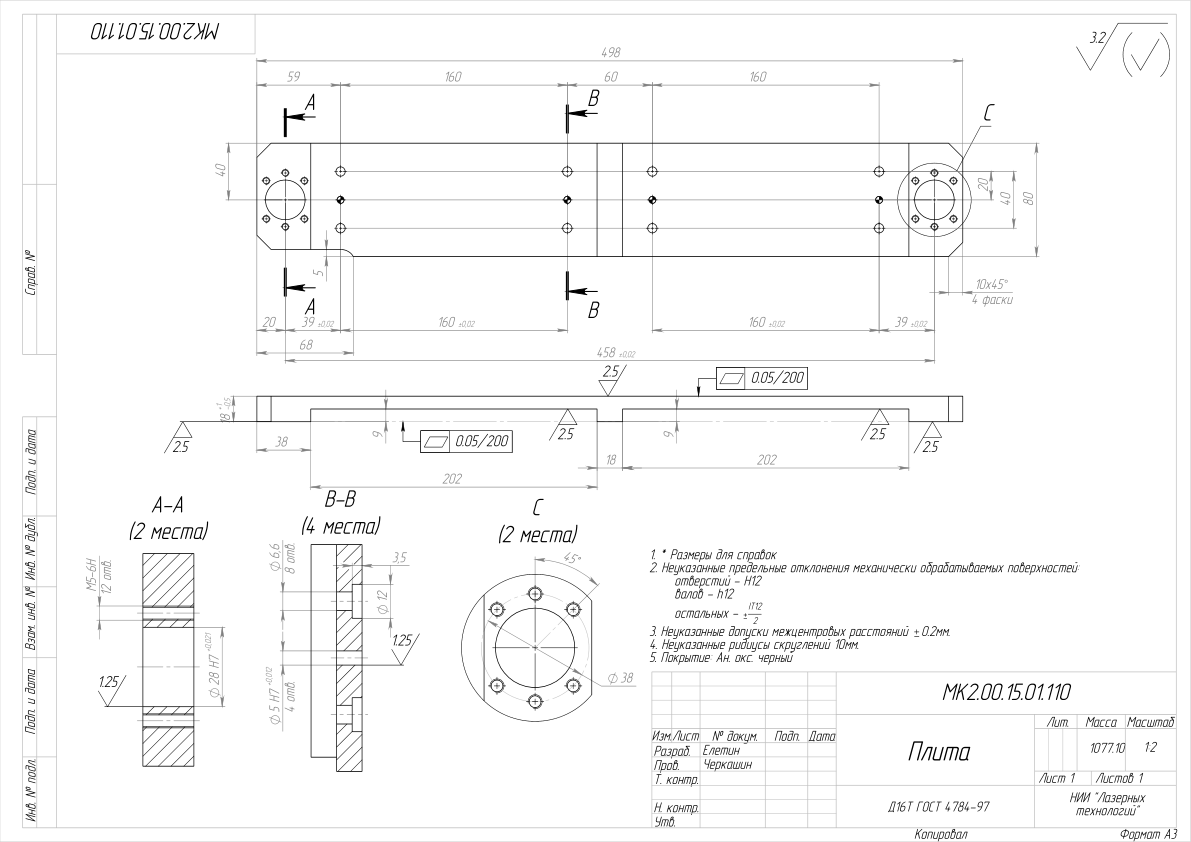 МК2.00.15.01.110
3.2
498
59
160
60
160
A
B
C
40
20
40
80
5
10x45°
4 фаски
A
B
20
39 ±0,02
160 ±0,02
160 ±0,02
39 ±0,02
68
458 ±0,02
2.5
0.05/200
18 +1 -0,5
9
9
2.5
0.05/200
2.5
2.5
2.5
38
18
202
202
A-A
(2 места)
M5-6H
12 отв.
1.25
Ф 28 H7 +0,021
B-B
(4 места)
Ф 6,6
8 отв.
3,5
Ф 12
1.25
Ф 5 H7 +0,012
4 отв.
C
(2 места)
45°
Ф 38
1. * Размеры для справок
2. Неуказанные предельные отклонения механически обрабатываемых поверхностей:
отверстий - H12
валов - h12
остальных - ± IT12/2
3. Неуказанные допуски межцентровых расстояний ± 0.2мм.
4. Неуказанные ридиусы скруглений 10мм.
5. Покрытие: Ан. окс. черный
Справ. №
Подп. и дата
Инв. № дубл.
Взам. инв. №
Подп. и дата
Инв. № подл.
МК2.00.15.01.110
Изм. Лист № докум. Подп. Дата
Разраб. Елетин
Пров. Черкашин
Т. контр.
Н. контр.
Утв.
Плита
Лит. Масса Масштаб
1077.10 1:2
Лист 1 Листов 1
Д16Т ГОСТ 4784-97
НИИ "Лазерных
технологий"
Копировал Формат А3